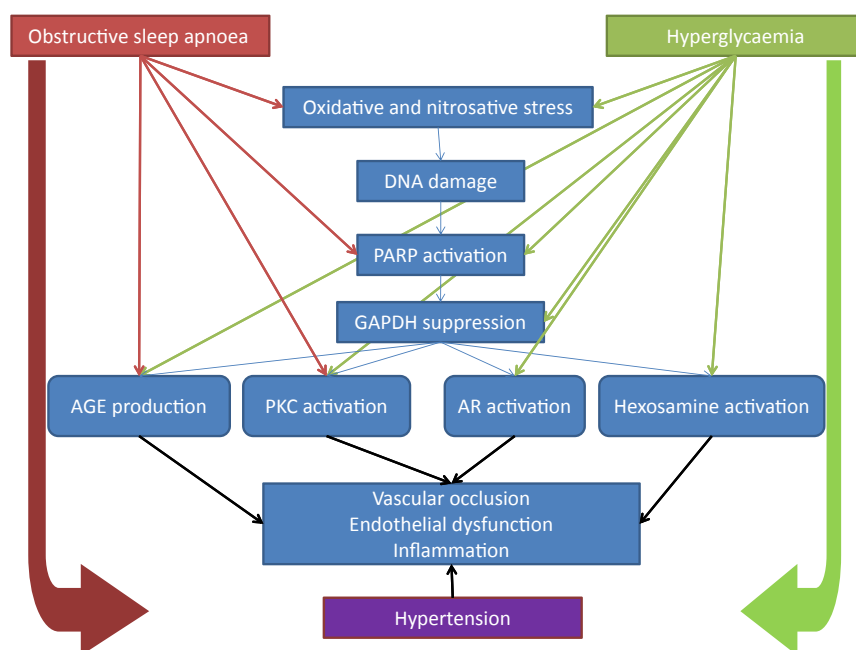 Obstructive sleep apnoea
Hyperglycaemia
Oxidative and nitrosative stress
DNA damage
PARP activation
GAPDH suppression
AGE production
PKC activation
AR activation
Hexosamine activation
Vascular occlusion
Endothelial dysfunction
Inflammation
Hypertension